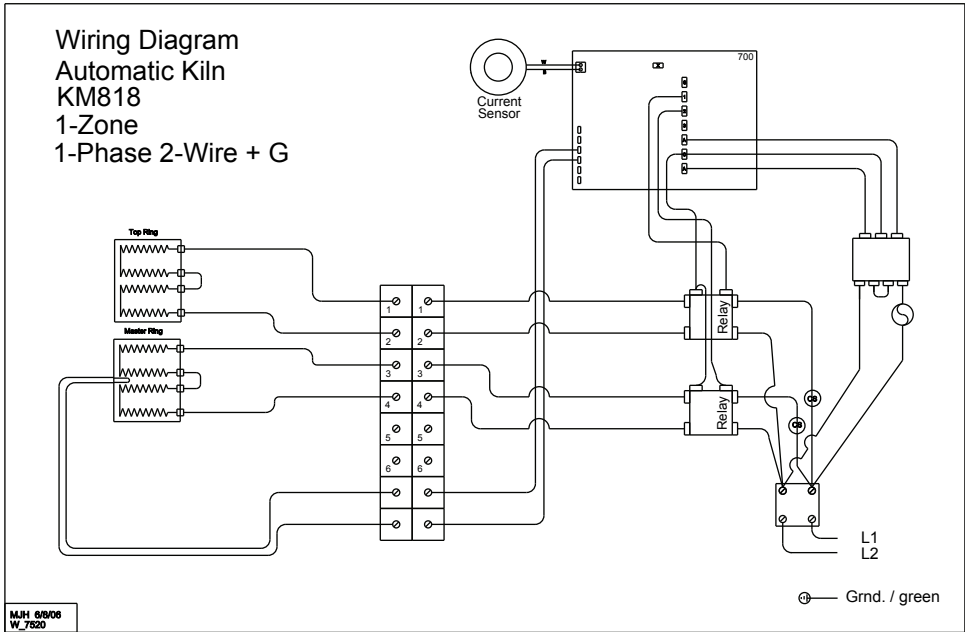 Wiring Diagram
Automatic Kiln
KM818
1-Zone
1-Phase 2-Wire + G
Current
Sensor
W
B
700
Top Ring
Master Ring
1 1
2 2
3 3
4 4
5 5
6 6
Relay
Relay
CS
CS
L1
L2
Grnd. / green
MJH 6/8/06
W_7520